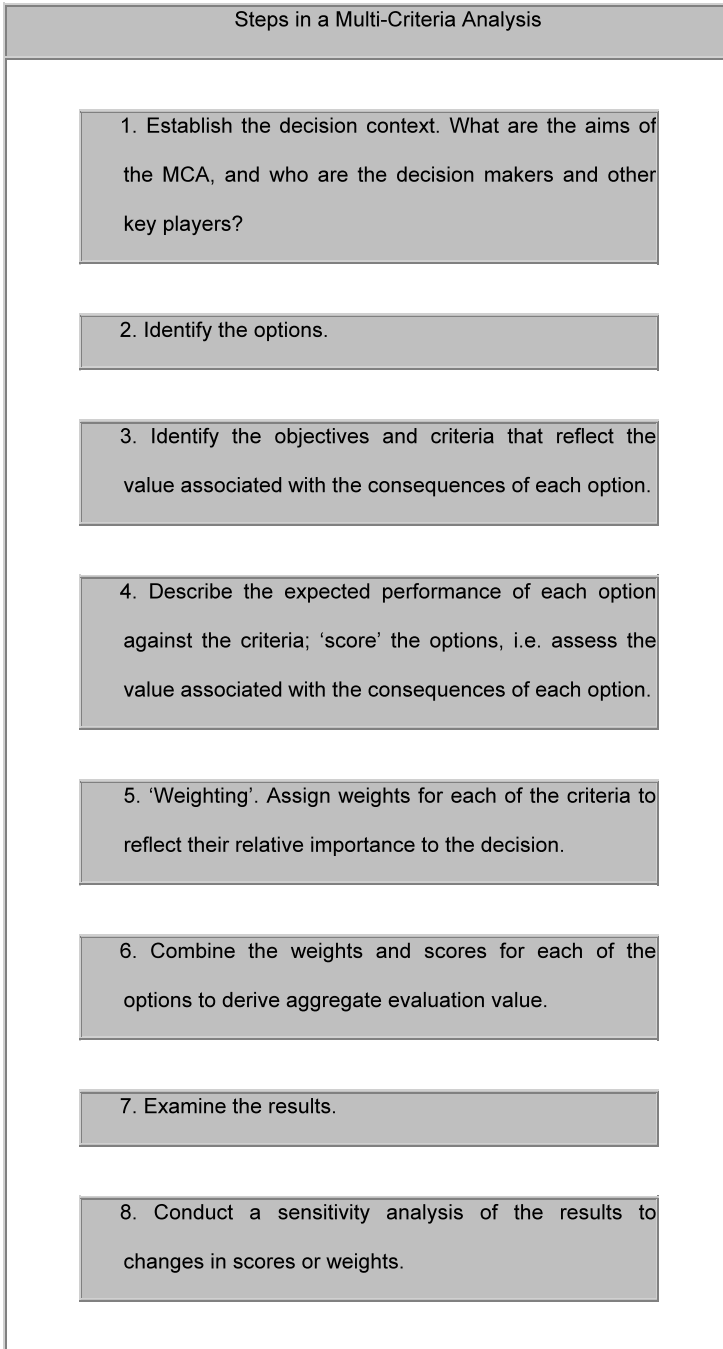 Steps in a Multi-Criteria Analysis
1. Establish the decision context. What are the aims of
the MCA, and who are the decision makers and other
key players?
2. Identify the options.
3. Identify the objectives and criteria that reflect the
value associated with the consequences of each option.
4. Describe the expected performance of each option
against the criteria; ‘score’ the options, i.e. assess the
value associated with the consequences of each option.
5. ‘Weighting’. Assign weights for each of the criteria to
reflect their relative importance to the decision.
6. Combine the weights and scores for each of the
options to derive aggregate evaluation value.
7. Examine the results.
8. Conduct a sensitivity analysis of the results to
changes in scores or weights.